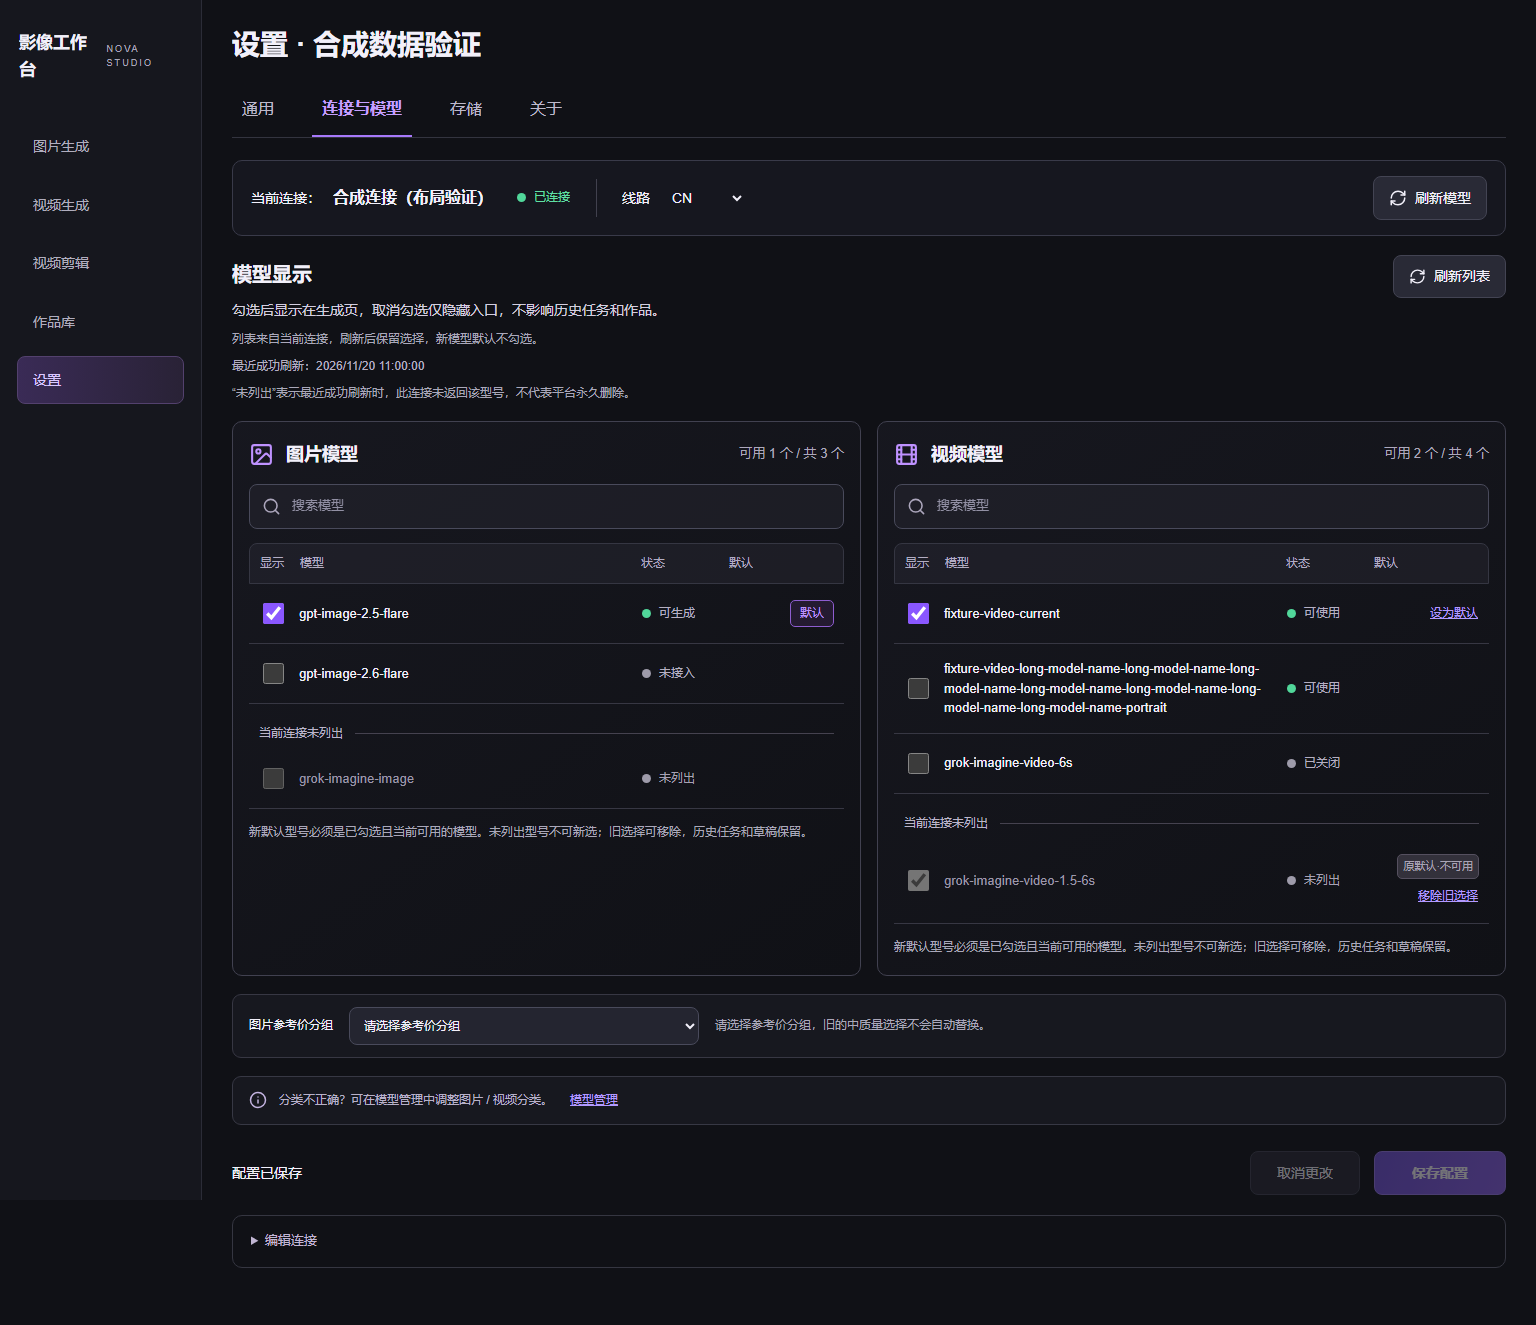 影像工作台
NOVA STUDIO
图片生成
视频生成
视频剪辑
作品库
设置
设置 · 合成数据验证
通用
连接与模型
存储
关于
当前连接：
合成连接（布局验证）
已连接
线路
CN
刷新模型
模型显示
刷新列表
勾选后显示在生成页，取消勾选仅隐藏入口，不影响历史任务和作品。
列表来自当前连接，刷新后保留选择，新模型默认不勾选。
最近成功刷新：2026/11/20 11:00:00
“未列出”表示最近成功刷新时，此连接未返回该型号，不代表平台永久删除。
图片模型
可用 1 个 / 共 3 个
搜索模型
显示 模型 状态 默认
gpt-image-2.5-flare 可生成 默认
gpt-image-2.6-flare 未接入
当前连接未列出
grok-imagine-image 未列出
新默认型号必须是已勾选且当前可用的模型。未列出型号不可新选；旧选择可移除，历史任务和草稿保留。
视频模型
可用 2 个 / 共 4 个
搜索模型
显示 模型 状态 默认
fixture-video-current 可使用 设为默认
fixture-video-long-model-name-long-model-name-long-
model-name-long-model-name-long-model-name-long-
model-name-long-model-name-portrait
可使用
grok-imagine-video-6s 已关闭
当前连接未列出
grok-imagine-video-1.5-6s 未列出
原默认·不可用
移除旧选择
新默认型号必须是已勾选且当前可用的模型。未列出型号不可新选；旧选择可移除，历史任务和草稿保留。
图片参考价分组
请选择参考价分组
请选择参考价分组，旧的中质量选择不会自动替换。
分类不正确？可在模型管理中调整图片 / 视频分类。
模型管理
配置已保存
取消更改
保存配置
编辑连接